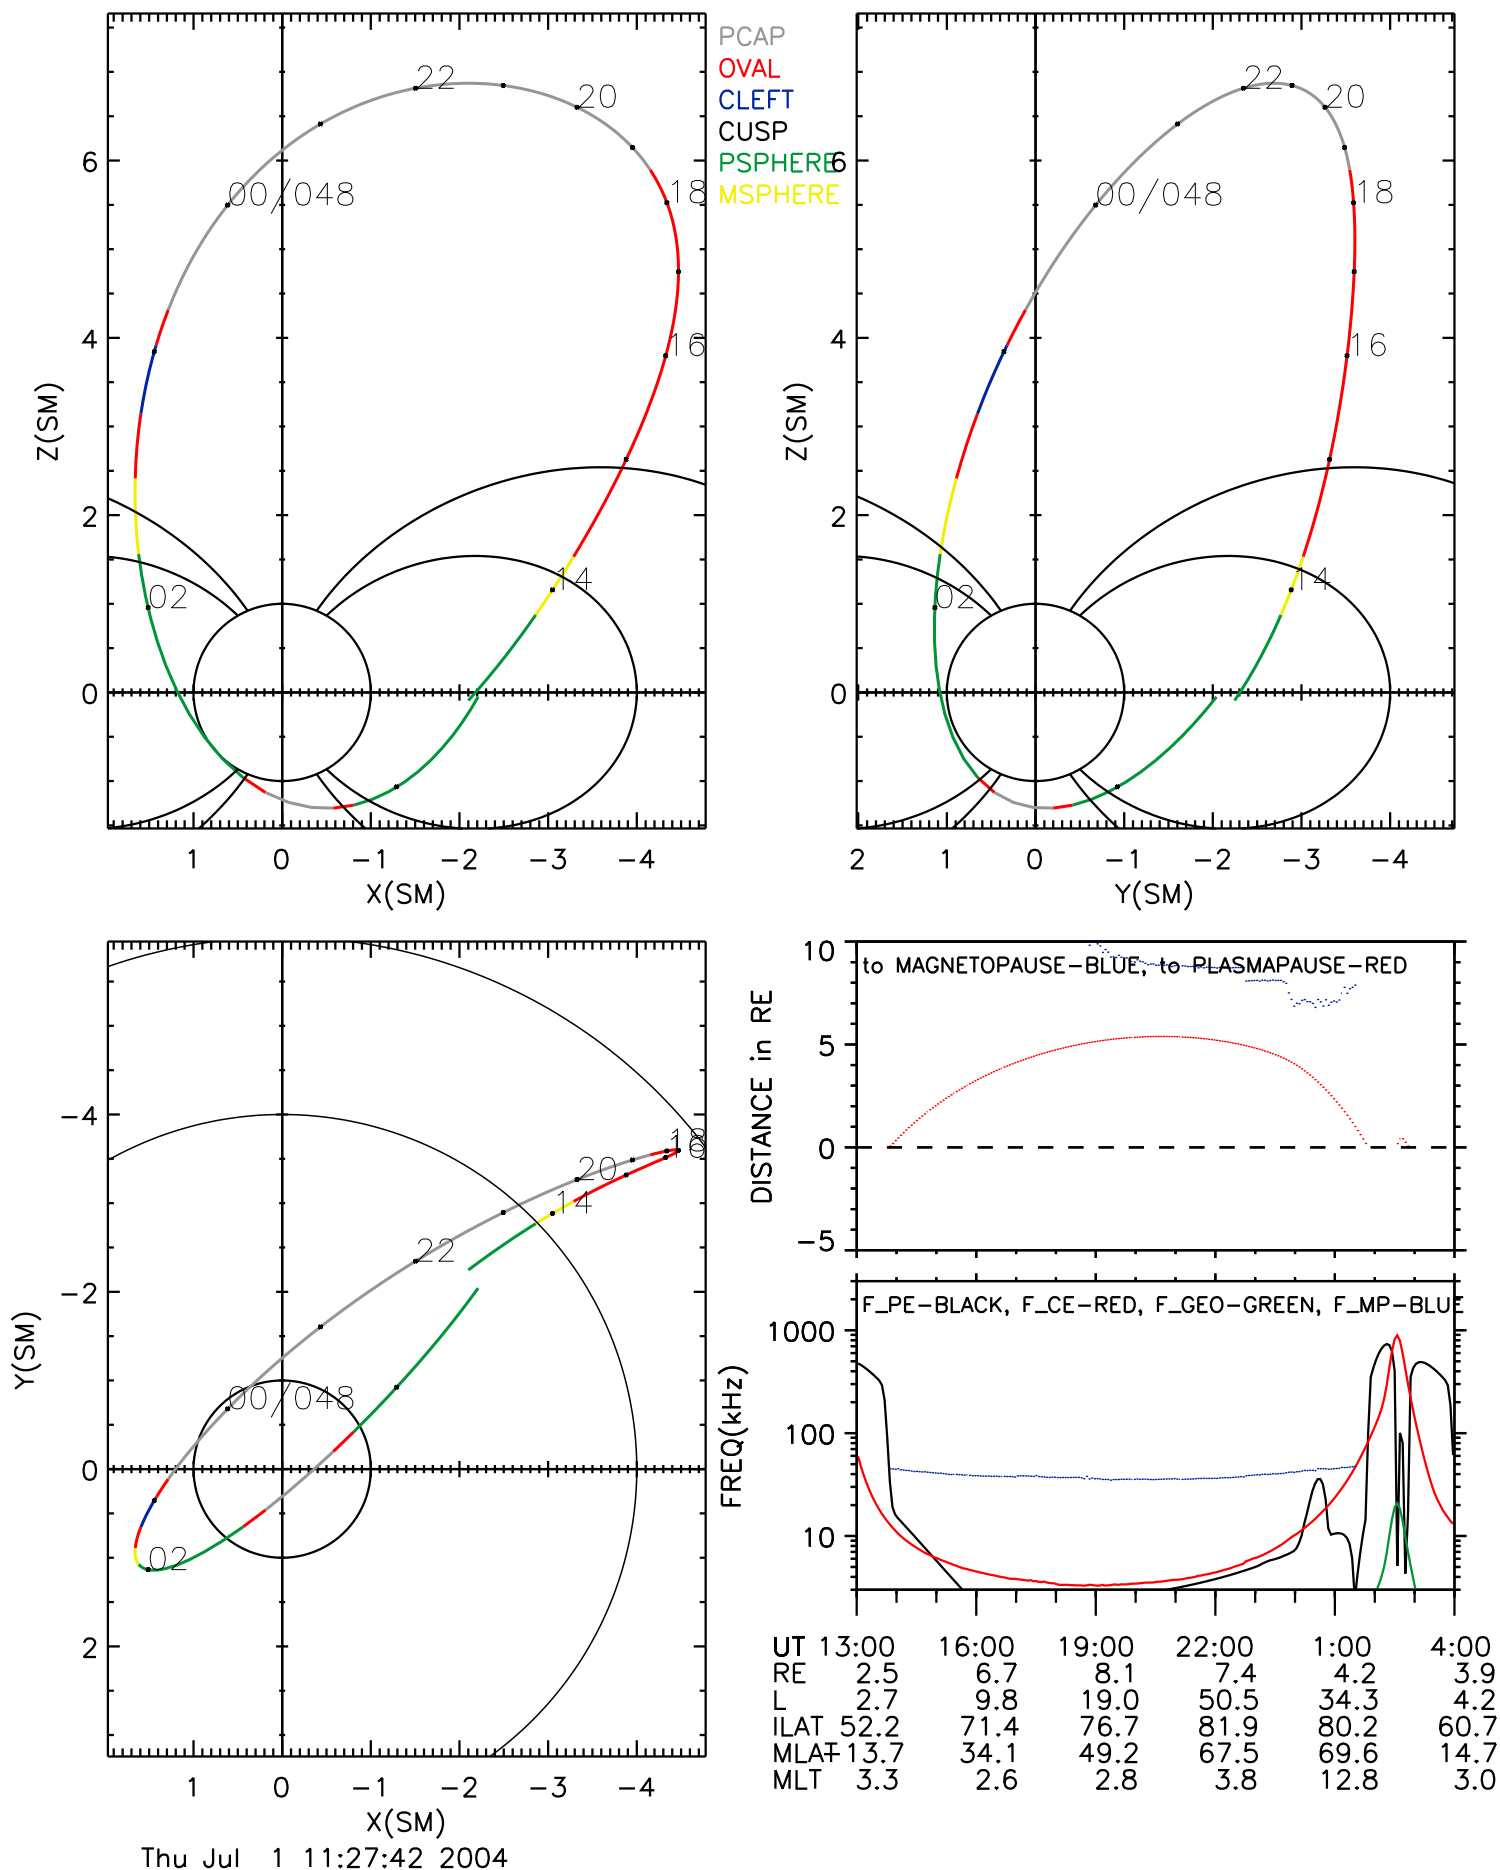 PCAP
OVAL
CLEFT
CUSP
PSPHERE
MSPHERE
22
20
00/048
18
16
14
02
6
4
2
0
Z(SM)
1 0 -1 -2 -3 -4
X(SM)
22
20
00/048
18
16
14
02
6
4
2
0
Z(SM)
2 1 0 -1 -2 -3 -4
Y(SM)
18
20
14
22
00/048
02
-4
-2
0
2
Y(SM)
1 0 -1 -2 -3 -4
X(SM)
to MAGNETOPAUSE-BLUE, to PLASMAPAUSE-RED
10
5
0
-5
DISTANCE in RE
F_PE-BLACK, F_CE-RED, F_GEO-GREEN, F_MP-BLUE
1000
100
10
FREQ(kHz)
UT 13:00 16:00 19:00 22:00 1:00 4:00
RE 2.5 6.7 8.1 7.4 4.2 3.9
L 2.7 9.8 19.0 50.5 34.3 4.2
ILAT 52.2 71.4 76.7 81.9 80.2 60.7
MLAT -13.7 34.1 49.2 67.5 69.6 14.7
MLT 3.3 2.6 2.8 3.8 12.8 3.0
Thu Jul 1 11:27:42 2004